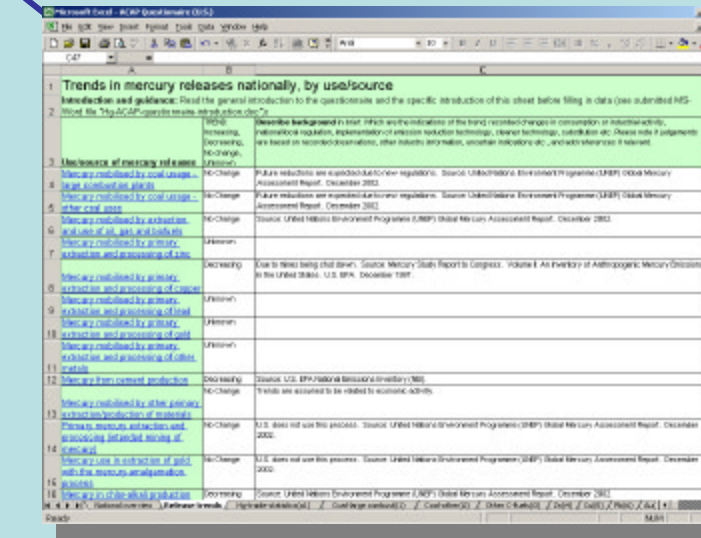 Microsoft Excel - ACAP Questionnaire (U.S.)
File Edit View Insert Format Tools Data Window Help
Arial 10
C47
A B C
1 Trends in mercury releases nationally, by use/source
Introduction and guidance: Read the general introduction to the questionnaire and the specific introduction of this sheet before filling in data (see submitted MS-
2 Word file "Hg-ACAP-questionnaire-introduction.doc")
TREND: Increasing, Decreasing, No change, Unknown
Describe background in brief: Which are the indications of the trend; recorded changes in consumption or industrial activity,
national/local regulation, implementation of emission reduction technology, cleaner technology, substitution etc. Please note if judgements
are based on recorded observations, other industry information, uncertain indications etc., and add references if relevant.
3 Use/source of mercury releases
Mercury mobilised by coal usage - No Change Future reductions are expected due to new regulations. Source: United Nations Environment Programme (UNEP) Global Mercury
4 large combustion plants Assessment Report. December 2002.
Mercury mobilised by coal usage - No Change Future reductions are expected due to new regulations. Source: United Nations Environment Programme (UNEP) Global Mercury
5 other coal uses Assessment Report. December 2002.
Mercury mobilised by extraction No Change Source: United Nations Environment Programme (UNEP) Global Mercury Assessment Report. December 2002.
6 and use of oil, gas and biofuels
Mercury mobilised by primary Unknown
7 extraction and processing of zinc
Decreasing Due to mines being shut down. Source: Mercury Study Report to Congress. Volume II: An Inventory of Anthropogenic Mercury Emissions
Mercury mobilised by primary in the United States. U.S. EPA. December 1997.
8 extraction and processing of copper
Mercury mobilised by primary Unknown
9 extraction and processing of lead
Mercury mobilised by primary Unknown
10 extraction and processing of gold
Mercury mobilised by primary Unknown
extraction and processing of other
11 metals
12 Mercury from cement production Decreasing Source: U.S. EPA National Emissions Inventory (NEI).
No Change Trends are assumed to be related to economic activity.
Mercury mobilised by other primary
13 extraction/production of materials
Primary mercury extraction and No Change U.S. does not use this process. Source: United Nations Environment Programme (UNEP) Global Mercury Assessment Report. December
processing (intended mining of 2002.
14 mercury)
Mercury use in extraction of gold No Change U.S. does not use this process. Source: United Nations Environment Programme (UNEP) Global Mercury Assessment Report. December
with the mercury-amalgamation 2002.
15 process
16 Mercury in chlor-alkali production Decreasing Source: United Nations Environment Programme (UNEP) Global Mercury Assessment Report. December 2002.
National overview Release trends
Ready NUM